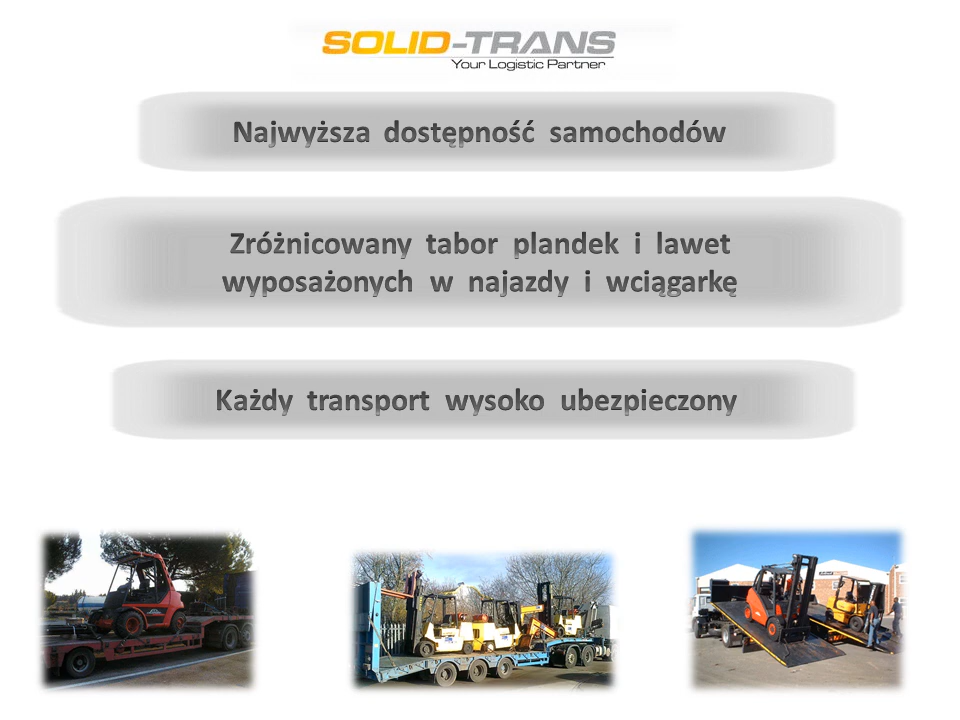 SOLID-TRANS
Your Logistic Partner
Najwyższa dostępność samochodów
Zróżnicowany tabor plandek i lawet
wyposażonych w najazdy i wciągarkę
Każdy transport wysoko ubezpieczony